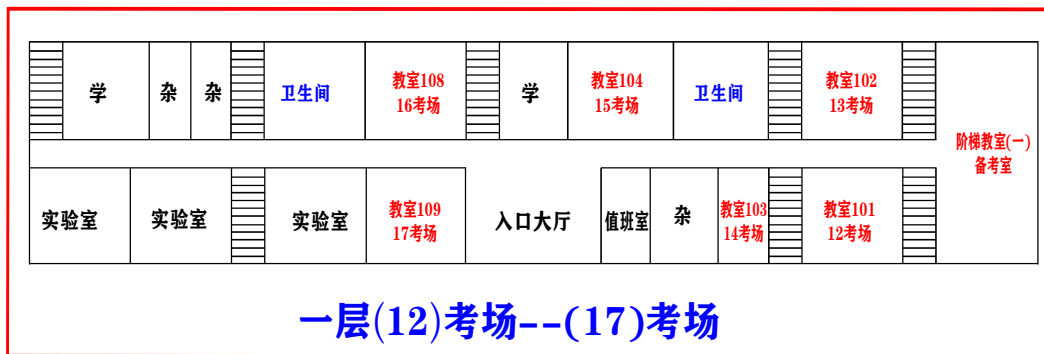 学
杂
杂
卫生间
教室108
16考场
学
教室104
15考场
卫生间
教室102
13考场
阶梯教室(一)
备考室
实验室
实验室
实验室
教室109
17考场
入口大厅
值班室
杂
教室103
14考场
教室101
12考场
一层(12)考场--(17)考场